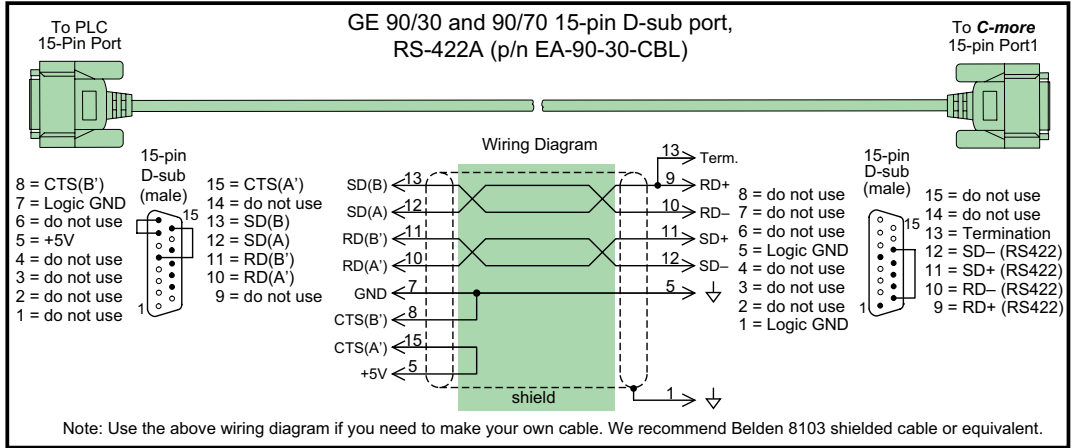 To PLC
15-Pin Port
GE 90/30 and 90/70 15-pin D-sub port,
RS-422A (p/n EA-90-30-CBL)
To C-more
15-pin Port1
15-pin
D-sub
(male)
8 = CTS(B’)
7 = Logic GND
6 = do not use
5 = +5V
4 = do not use
3 = do not use
2 = do not use
1 = do not use
15
1
15 = CTS(A’)
14 = do not use
13 = SD(B)
12 = SD(A)
11 = RD(B’)
10 = RD(A’)
9 = do not use
Wiring Diagram
13 Term.
SD(B) 13 9 RD+
SD(A) 12 10 RD–
RD(B’) 11 11 SD+
RD(A’) 10 12 SD–
GND 7 5
CTS(B’) 8
CTS(A’) 15
+5V 5
shield
1
15-pin
D-sub
(male)
8 = do not use
7 = do not use
6 = do not use
5 = Logic GND
4 = do not use
3 = do not use
2 = do not use
1 = Logic GND
15
1
15 = do not use
14 = do not use
13 = Termination
12 = SD– (RS422)
11 = SD+ (RS422)
10 = RD– (RS422)
9 = RD+ (RS422)
Note: Use the above wiring diagram if you need to make your own cable. We recommend Belden 8103 shielded cable or equivalent.